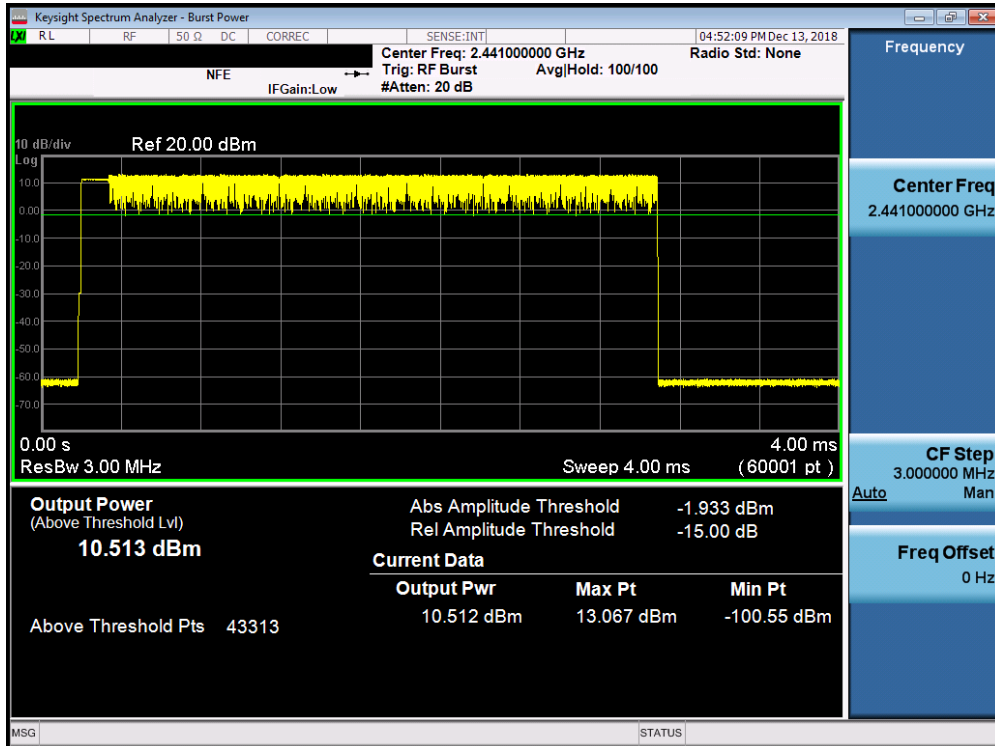 Keysight Spectrum Analyzer - Burst Power
LXI RL RF 50 Ω DC CORREC SENSE:INT 04:52:09 PM Dec 13, 2018
Center Freq: 2.441000000 GHz Radio Std: None
NFE Trig: RF Burst Avg|Hold: 100/100
IFGain:Low #Atten: 20 dB
10 dB/div Ref 20.00 dBm
Log
10.0
0.00
-10.0
-20.0
-30.0
-40.0
-50.0
-60.0
-70.0
0.00 s 4.00 ms
ResBw 3.00 MHz Sweep 4.00 ms (60001 pt)
Output Power
(Above Threshold Lvl)
10.513 dBm
Above Threshold Pts 43313
Abs Amplitude Threshold -1.933 dBm
Rel Amplitude Threshold -15.00 dB
Current Data
Output Pwr Max Pt Min Pt
10.512 dBm 13.067 dBm -100.55 dBm
MSG STATUS
Frequency
Center Freq
2.441000000 GHz
CF Step
3.000000 MHz
Auto Man
Freq Offset
0 Hz